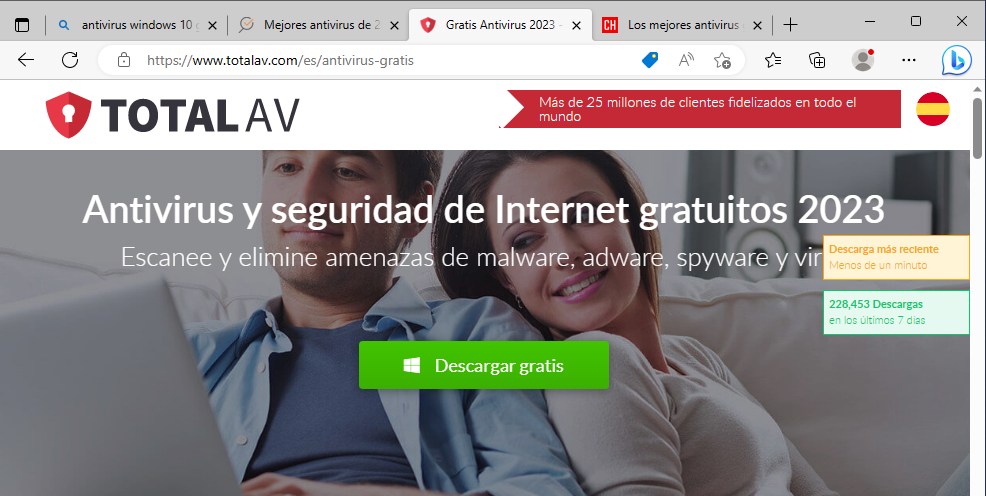 antivirus windows 10 g
Mejores antivirus de 2
Gratis Antivirus 2023 -
CH
Los mejores antivirus
https://www.totalav.com/es/antivirus-gratis
TOTAL AV
Más de 25 millones de clientes fidelizados en todo el
mundo
Antivirus y seguridad de Internet gratuitos 2023
Escanee y elimine amenazas de malware, adware, spyware y vir
Descarga más reciente
Menos de un minuto
228,453 Descargas
en los últimos 7 días
Descargar gratis